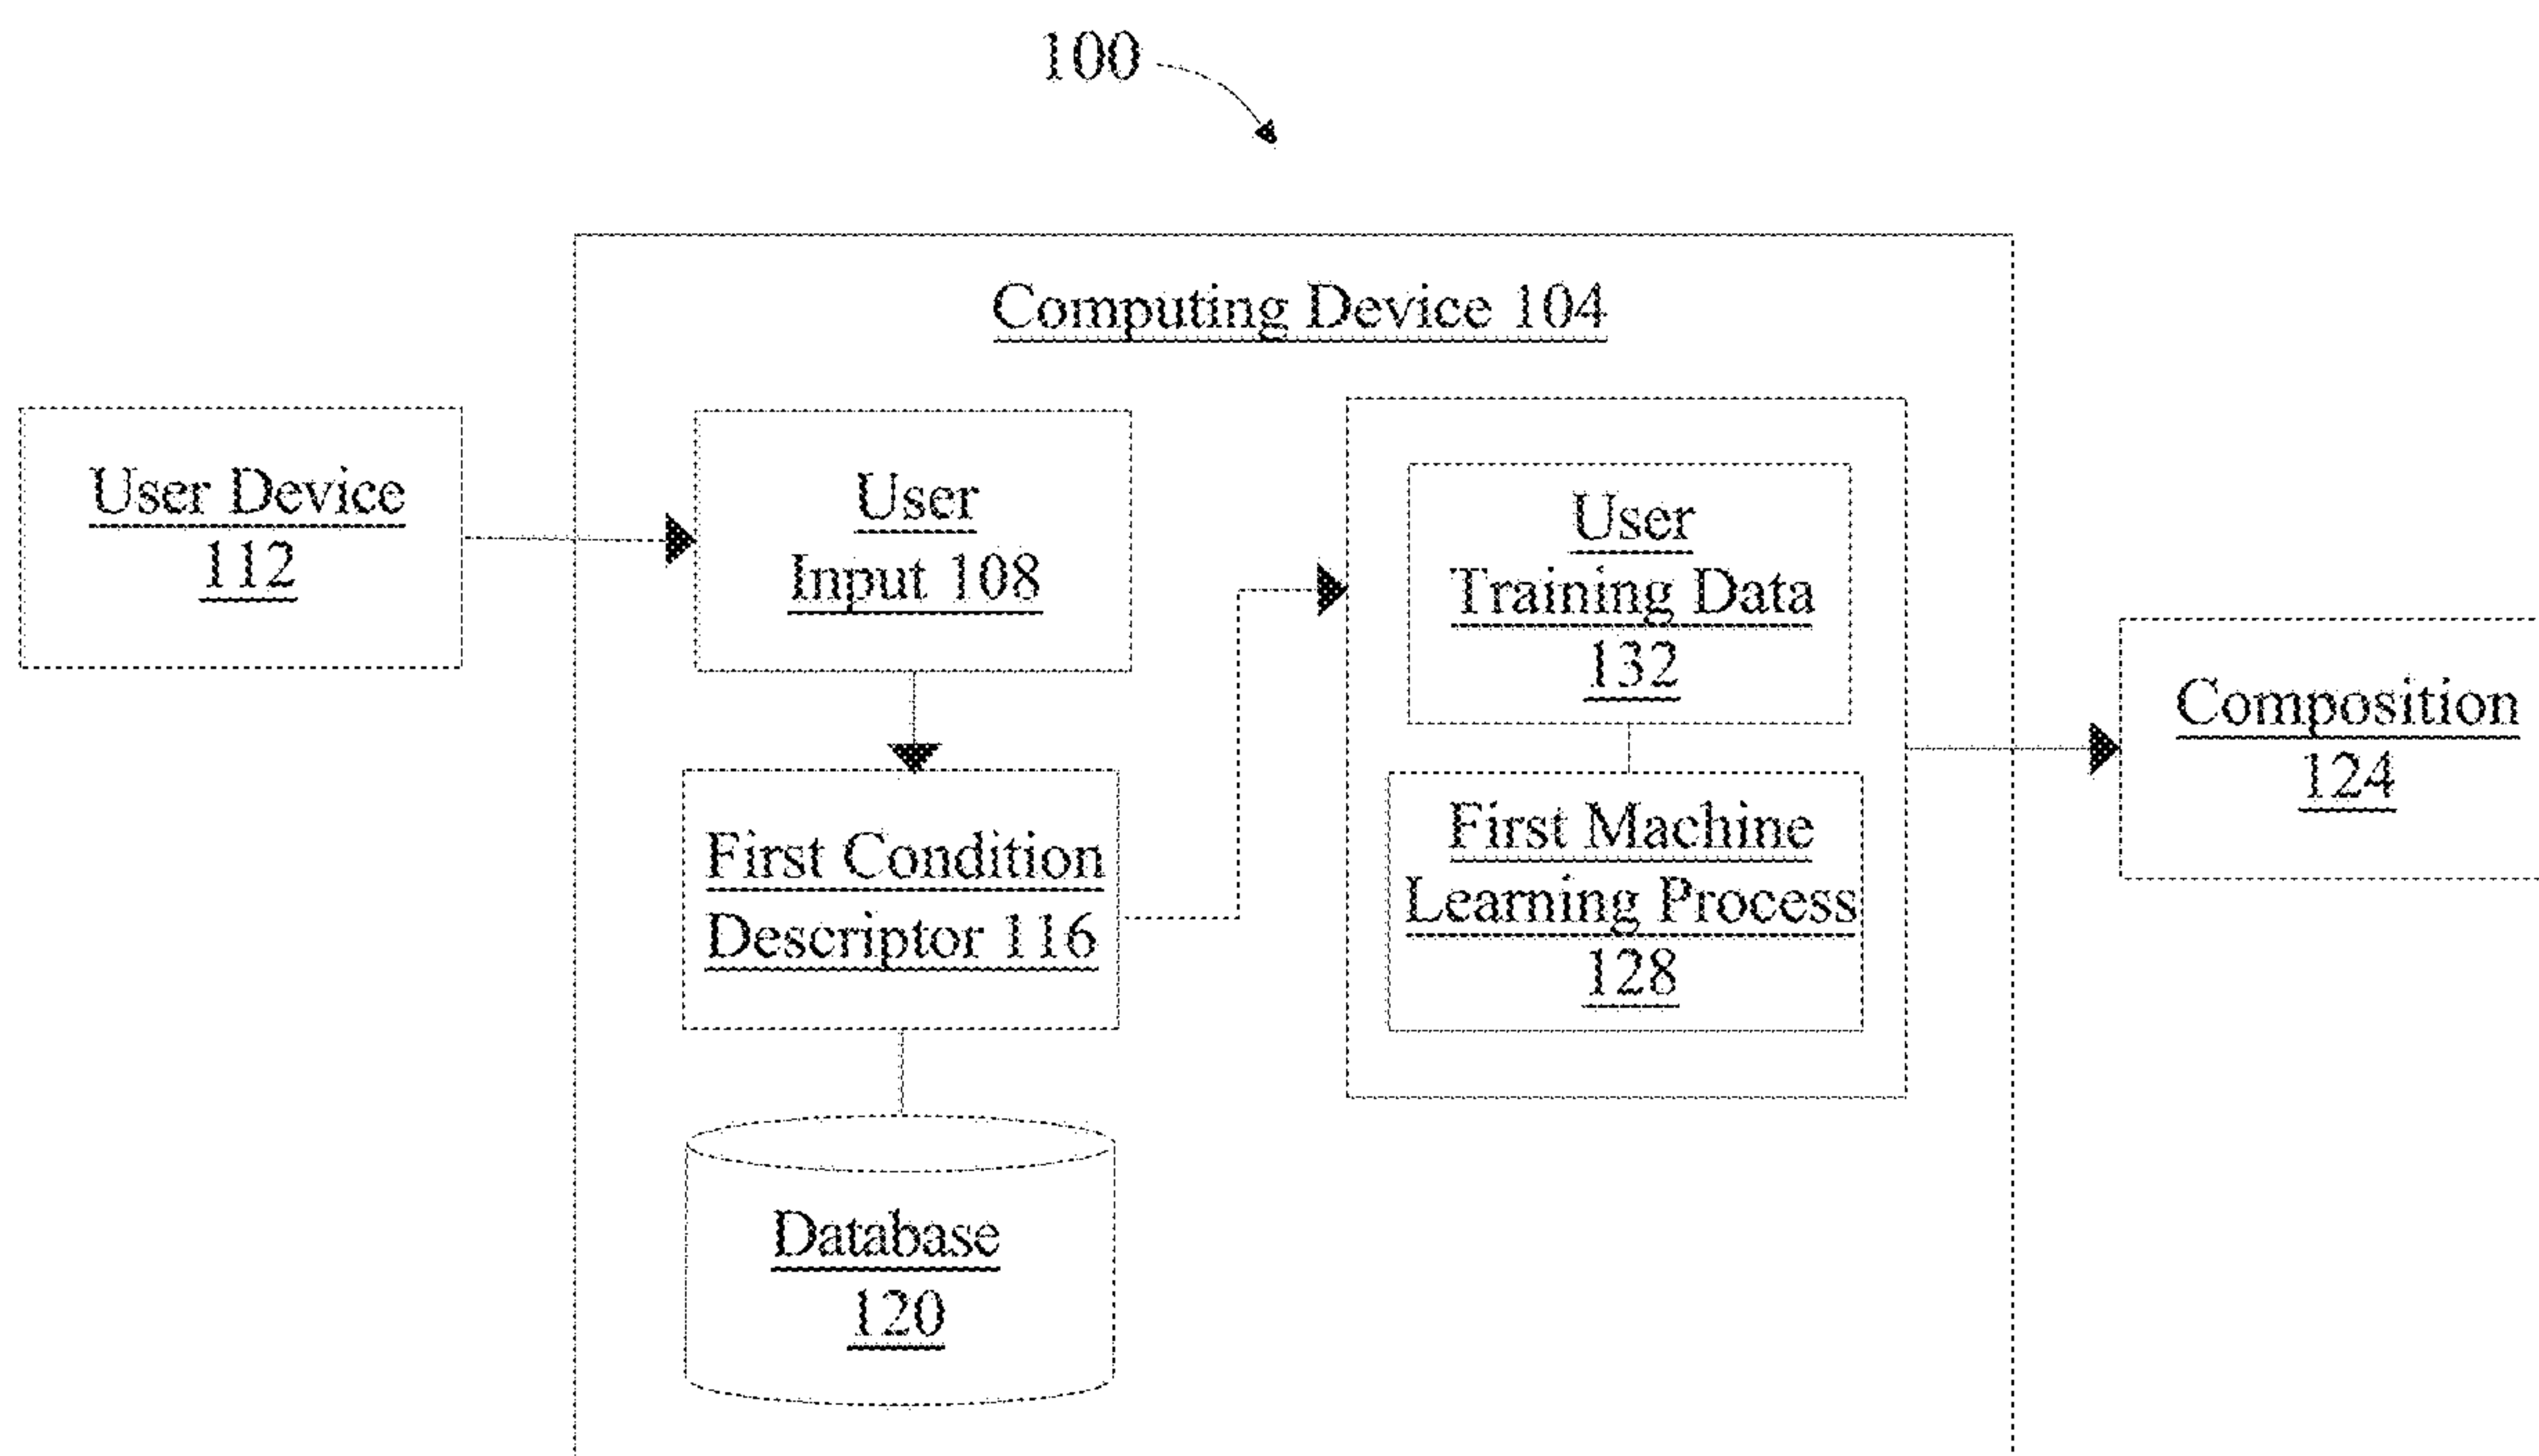 100
Computing Device 104
User Device
112
User
Input 108
First Condition
Descriptor 116
Database
120
User
Training Data
132
First Machine
Learning Process
128
Composition
124